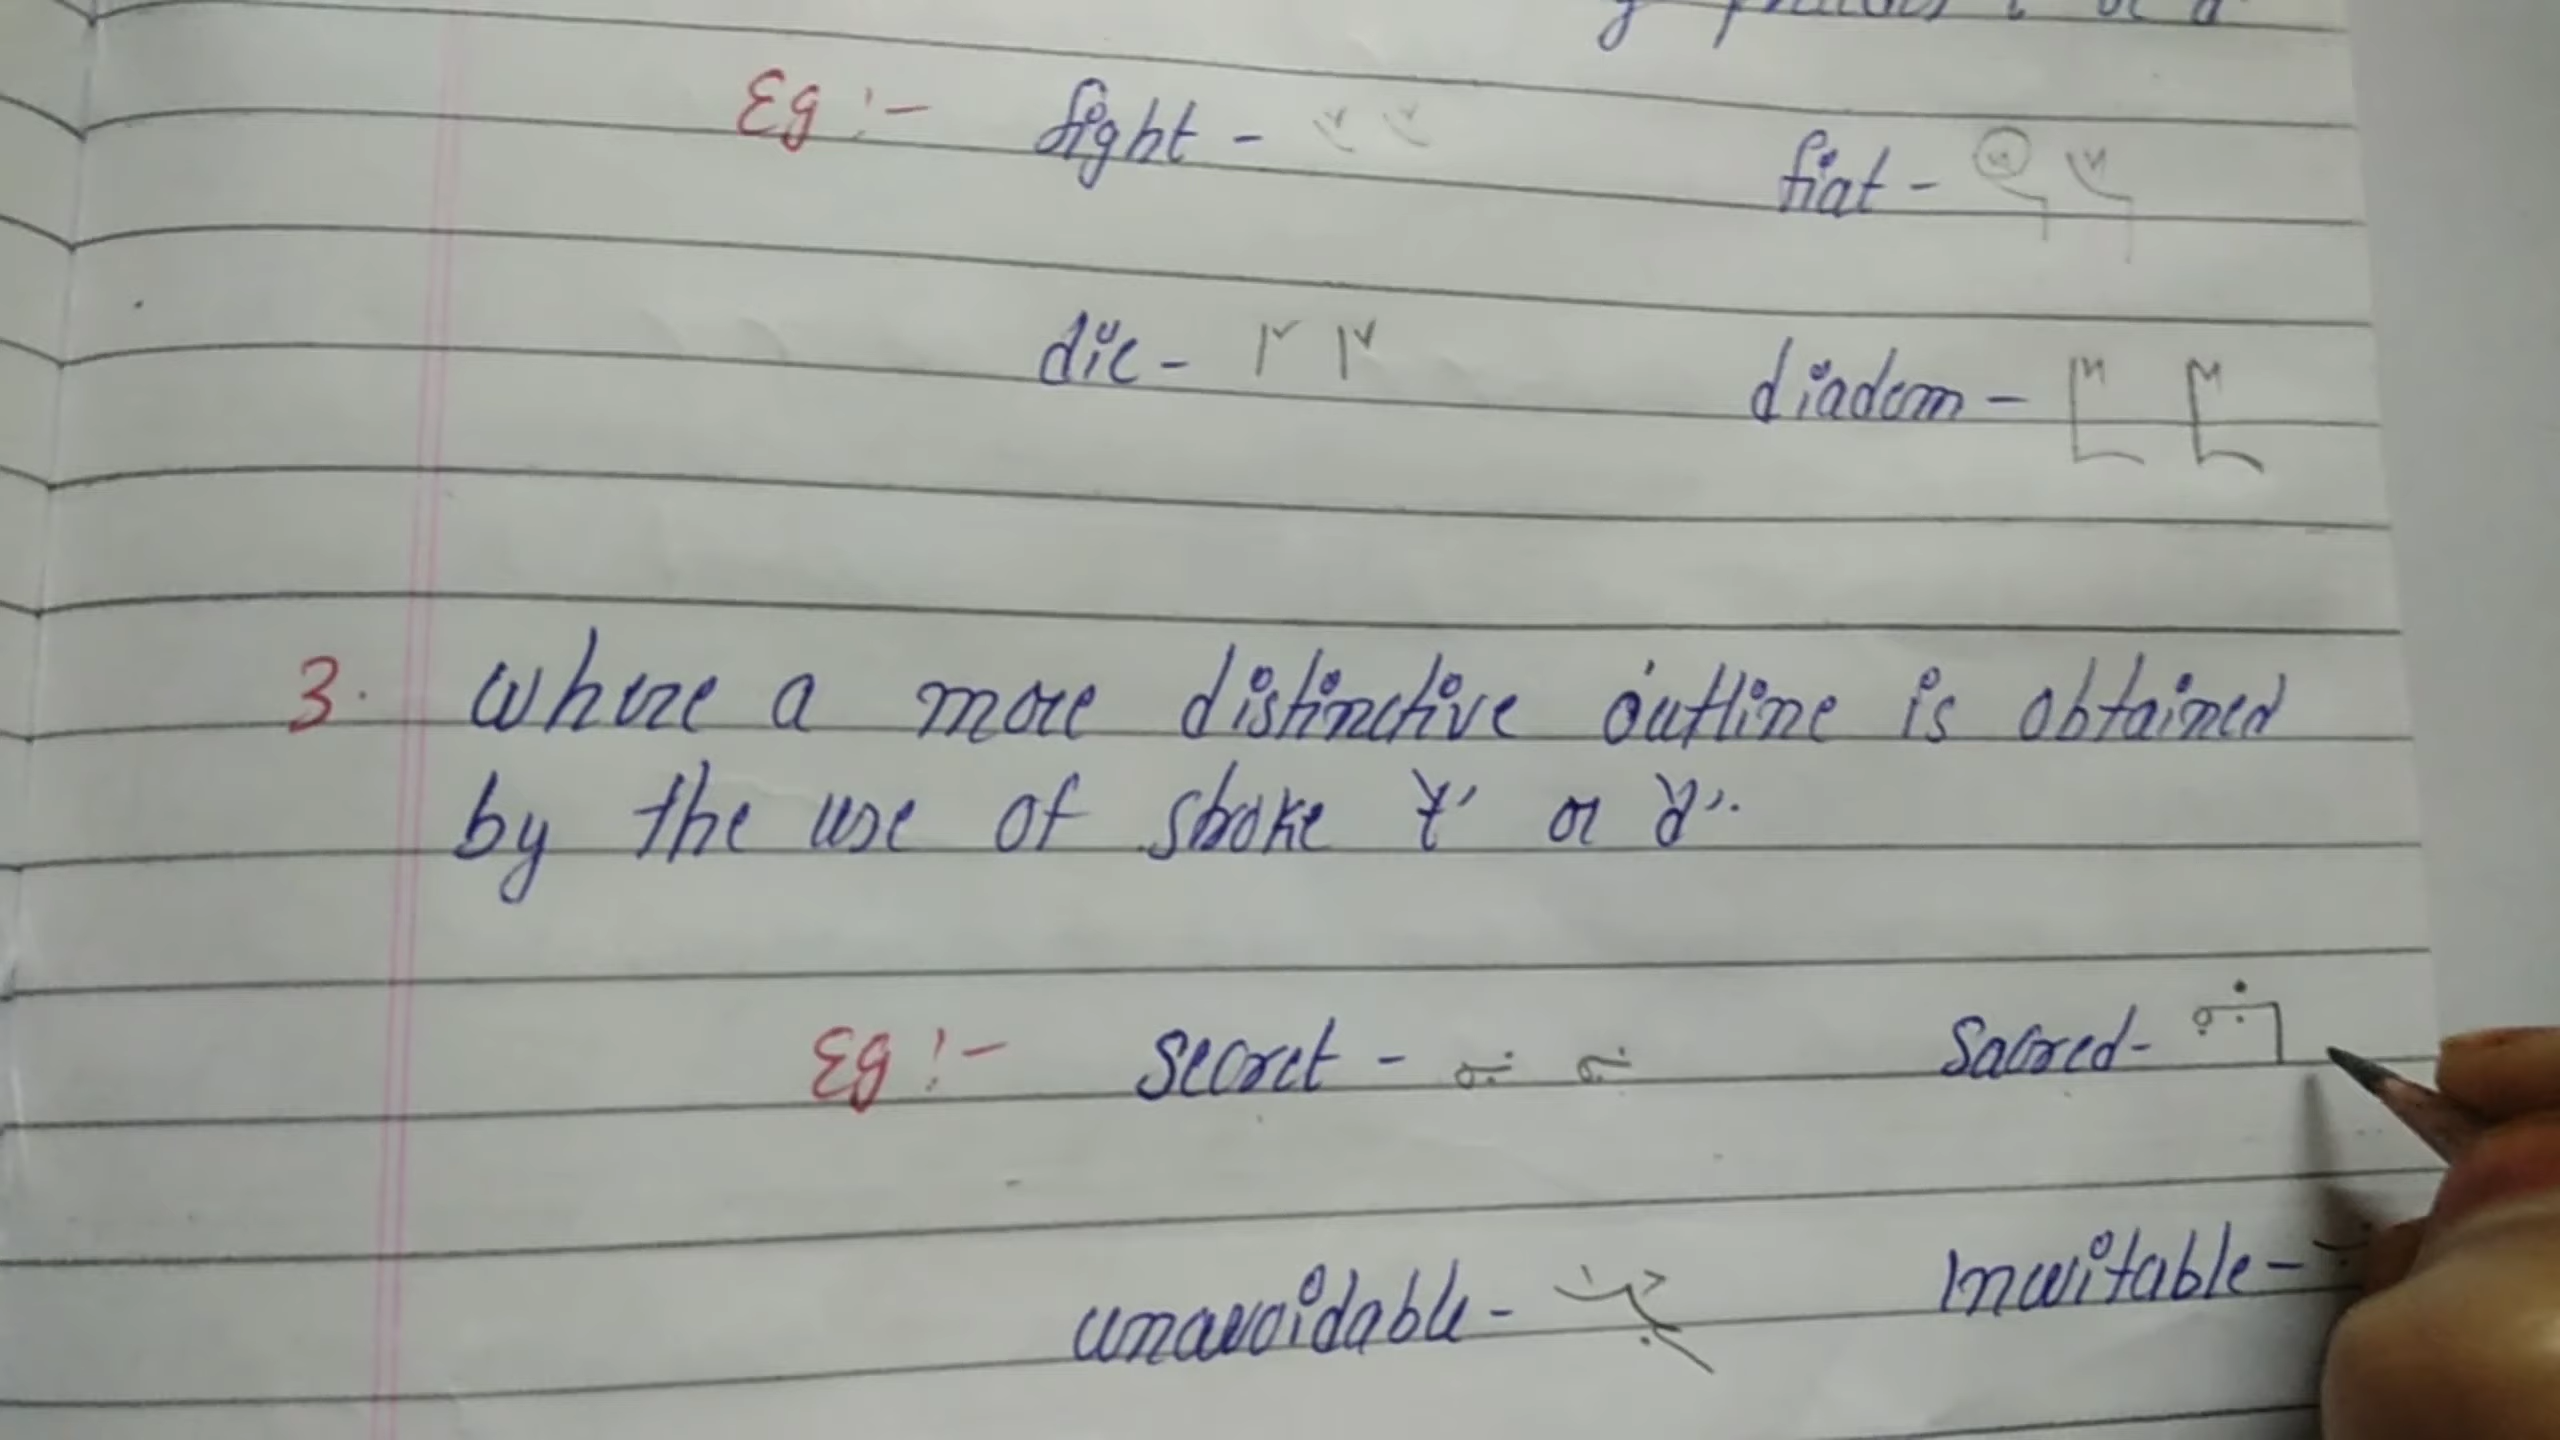 Eg :- fight - fiat -
die - diadem -
3. Where a more distinctive outline is obtained
by the use of stroke 't' or 'd'.
Eg :- Secret - Sacred -
unavoidable - Inevitable -